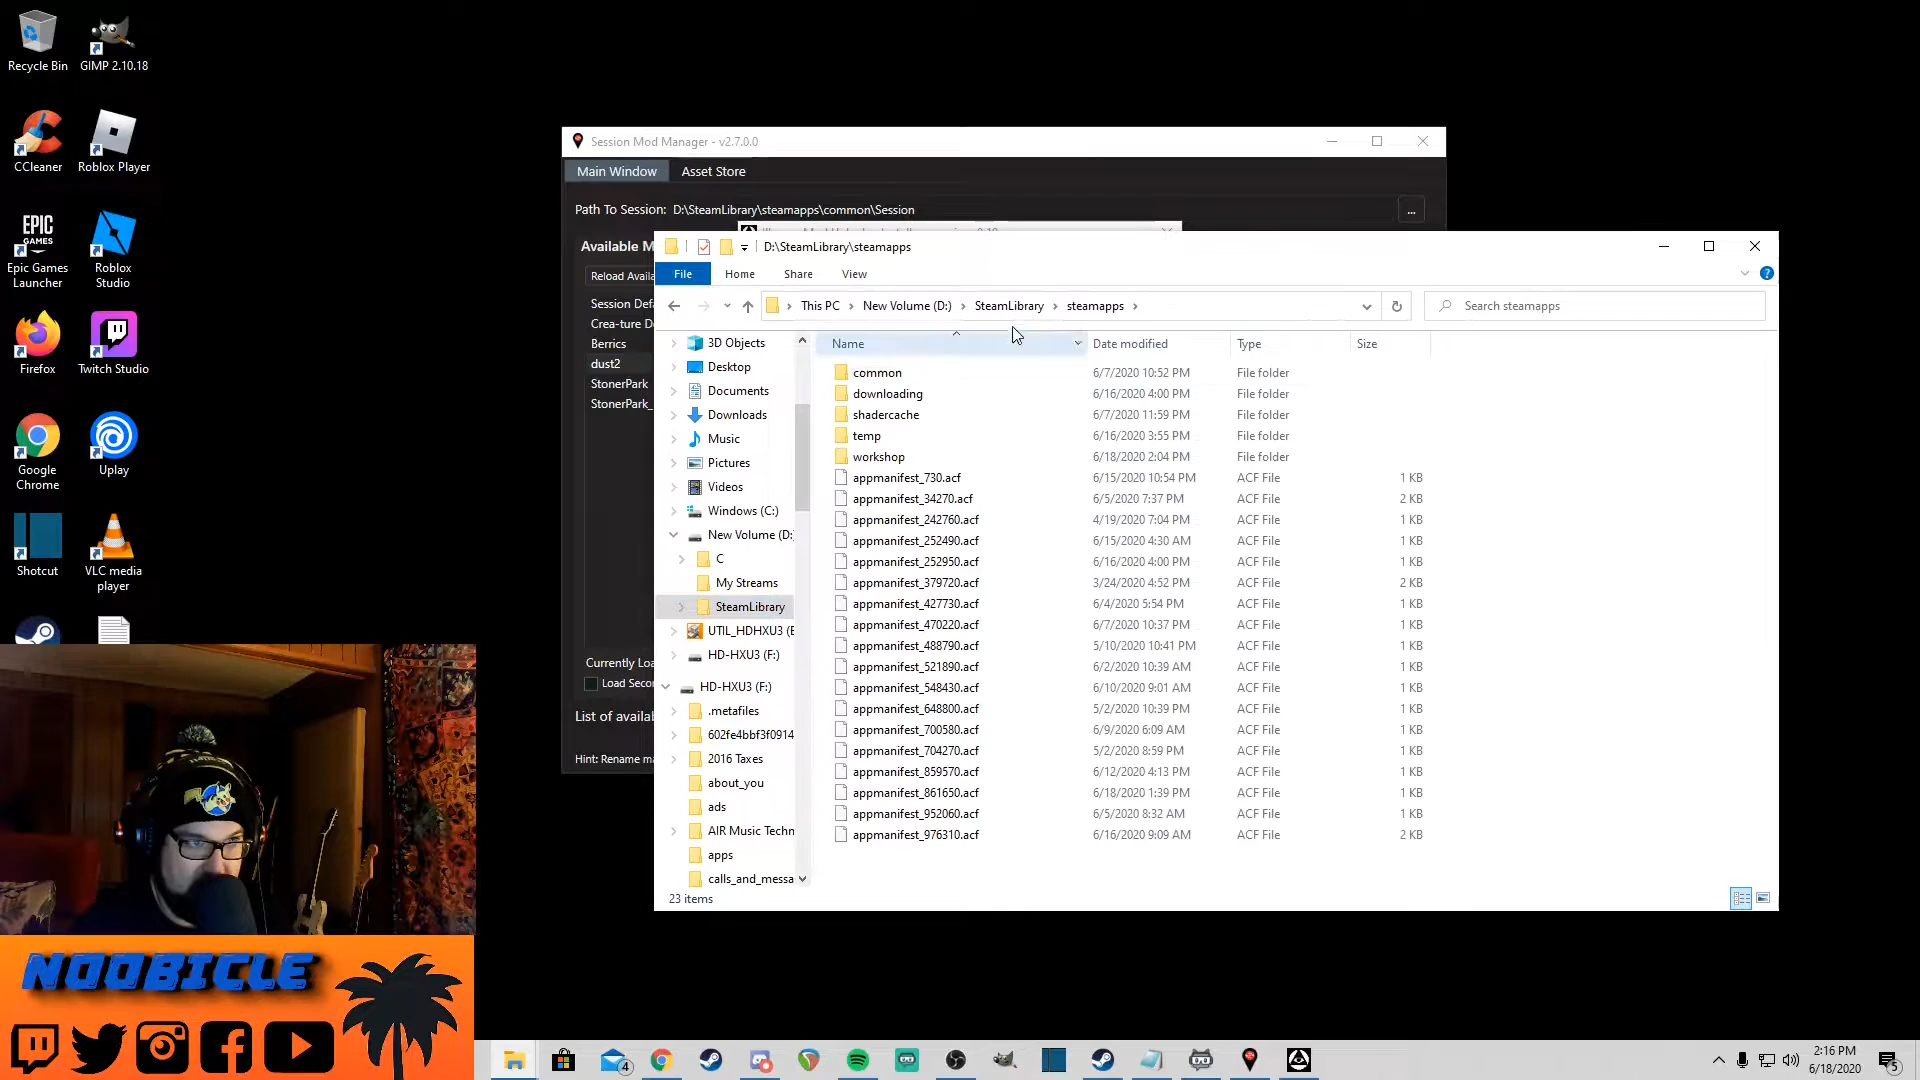 Recycle Bin
GIMP 2.10.18
CCleaner
Roblox Player
EPIC
GAMES
Epic Games
Launcher
Roblox
Studio
Firefox
Twitch Studio
Google
Chrome
Uplay
Shotcut
VLC media
player
Session Mod Manager - v2.7.0.0
Main Window
Asset Store
Path To Session: D:\SteamLibrary\steamapps\common\Session
...
Available M
Reload Availa
Session Defa
Crea-ture D
Berrics
dust2
StonerPark
StonerPark_
Currently Loa
Load Secon
List of availab
Hint: Rename ma
D:\SteamLibrary\steamapps
File
Home
Share
View
This PC
New Volume (D:)
SteamLibrary
steamapps
Search steamapps
3D Objects
Desktop
Documents
Downloads
Music
Pictures
Videos
Windows (C:)
New Volume (D:
C
My Streams
SteamLibrary
UTIL_HDHXU3 (E
HD-HXU3 (F:)
HD-HXU3 (F:)
.metafiles
602fe4bbf3f0914
2016 Taxes
about_you
ads
AIR Music Techn
apps
calls_and_messa
Name Date modified Type Size
common 6/7/2020 10:52 PM File folder
downloading 6/16/2020 4:00 PM File folder
shadercache 6/7/2020 11:59 PM File folder
temp 6/16/2020 3:55 PM File folder
workshop 6/18/2020 2:04 PM File folder
appmanifest_730.acf 6/15/2020 10:54 PM ACF File 1 KB
appmanifest_34270.acf 6/5/2020 7:37 PM ACF File 2 KB
appmanifest_242760.acf 4/19/2020 7:04 PM ACF File 1 KB
appmanifest_252490.acf 6/15/2020 4:30 AM ACF File 1 KB
appmanifest_252950.acf 6/16/2020 4:00 PM ACF File 1 KB
appmanifest_379720.acf 3/24/2020 4:52 PM ACF File 2 KB
appmanifest_427730.acf 6/4/2020 5:54 PM ACF File 1 KB
appmanifest_470220.acf 6/7/2020 10:37 PM ACF File 1 KB
appmanifest_488790.acf 5/10/2020 10:41 PM ACF File 1 KB
appmanifest_521890.acf 6/2/2020 10:39 AM ACF File 1 KB
appmanifest_548430.acf 6/10/2020 9:01 AM ACF File 1 KB
appmanifest_648800.acf 5/2/2020 10:39 PM ACF File 1 KB
appmanifest_700580.acf 6/9/2020 6:09 AM ACF File 1 KB
appmanifest_704270.acf 5/2/2020 8:59 PM ACF File 1 KB
appmanifest_859570.acf 6/12/2020 4:13 PM ACF File 1 KB
appmanifest_861650.acf 6/18/2020 1:39 PM ACF File 1 KB
appmanifest_952060.acf 6/5/2020 8:32 AM ACF File 1 KB
appmanifest_976310.acf 6/16/2020 9:09 AM ACF File 2 KB
23 items
NOOBICLE
4
2:16 PM
6/18/2020
5